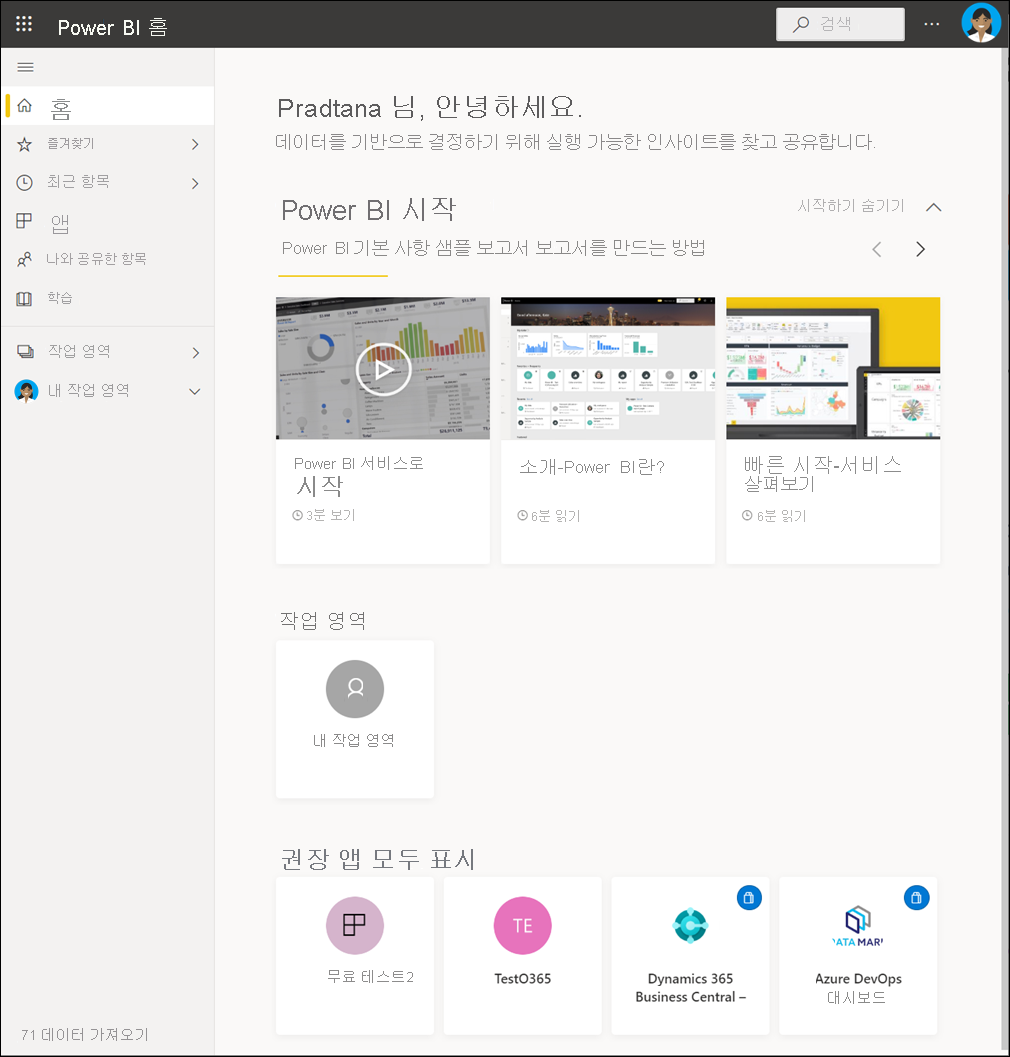 Power BI 홈
검색
홈
즐겨찾기
최근 항목
앱
나와 공유한 항목
학습
작업 영역
내 작업 영역
71 데이터 가져오기
Pradtana 님, 안녕하세요.
데이터를 기반으로 결정하기 위해 실행 가능한 인사이트를 찾고 공유합니다.
Power BI 시작
시작하기 숨기기
Power BI 기본 사항 샘플 보고서 보고서를 만드는 방법
Power BI 서비스로
시작
3분 보기
소개-Power BI란?
6분 읽기
빠른 시작-서비스
살펴보기
6분 읽기
작업 영역
내 작업 영역
권장 앱 모두 표시
무료 테스트2
TE
TestO365
Dynamics 365
Business Central –
DATA MAR
Azure DevOps
대시보드